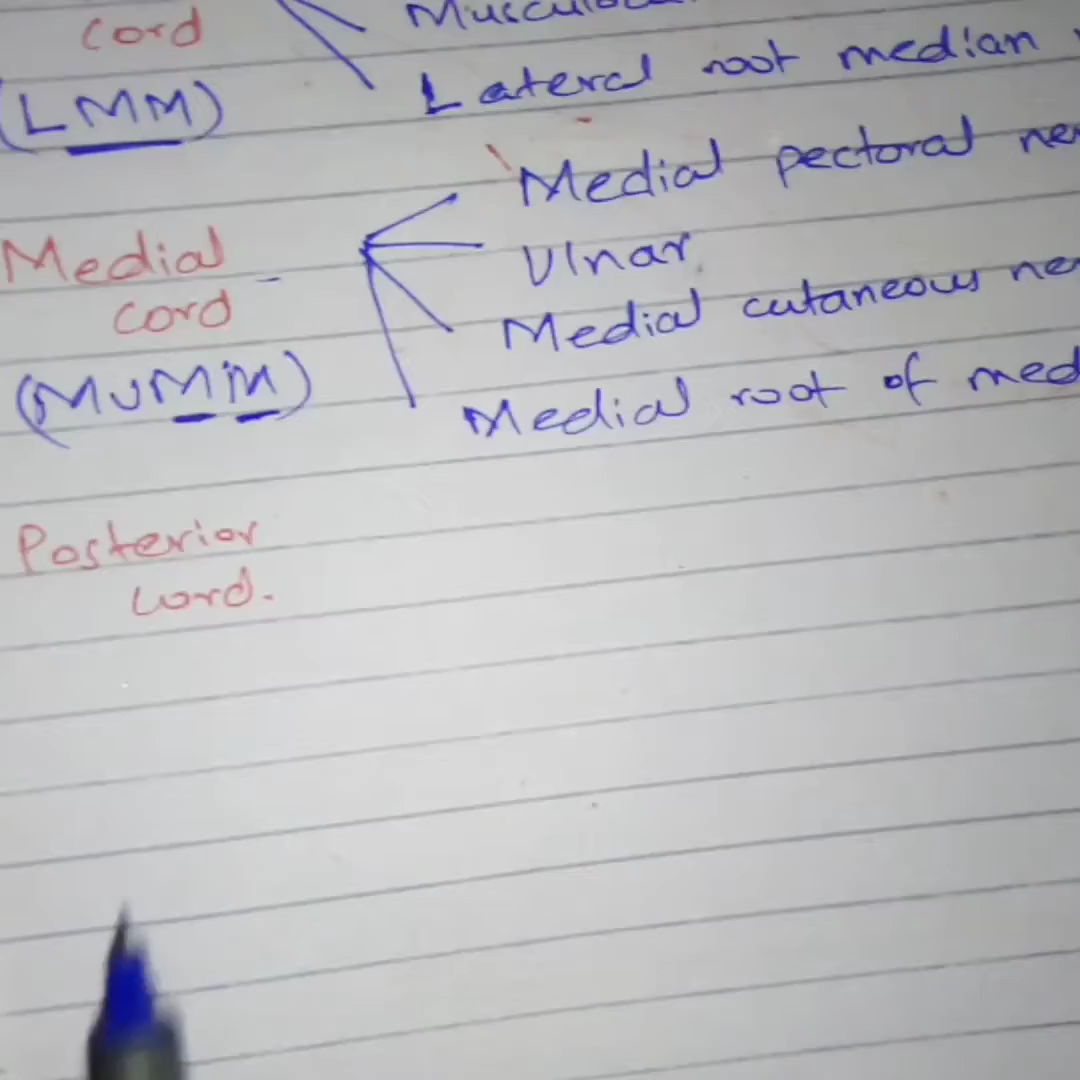 cord
(LMM)
Lateral root median
Medial pectoral
Medial
cord
Ulnar
Medial cutaneous
(MUMM)
Medial root of
Posterior
cord.